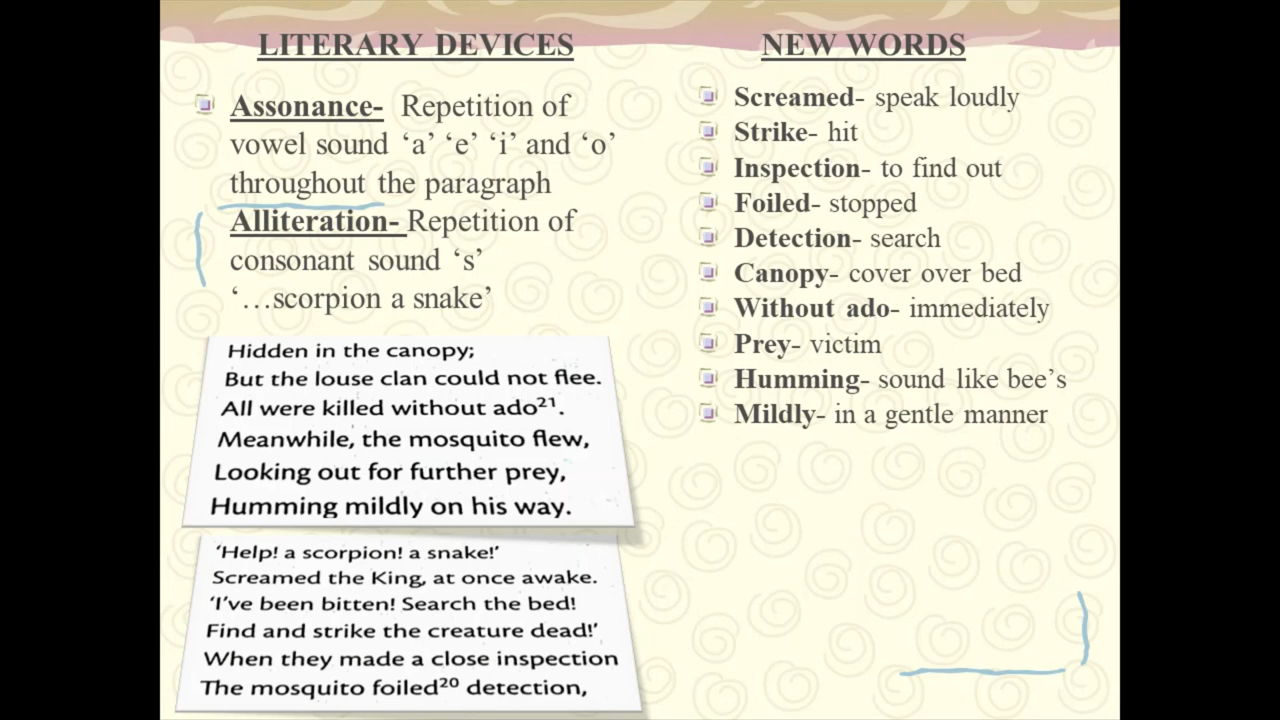 LITERARY DEVICES
Assonance- Repetition of
vowel sound ‘a’ ‘e’ ‘i’ and ‘o’
throughout the paragraph
Alliteration- Repetition of
consonant sound ‘s’
‘…scorpion a snake’
Hidden in the canopy;
But the louse clan could not flee.
All were killed without ado²¹.
Meanwhile, the mosquito flew,
Looking out for further prey,
Humming mildly on his way.
‘Help! a scorpion! a snake!’
Screamed the King, at once awake.
‘I’ve been bitten! Search the bed!
Find and strike the creature dead!’
When they made a close inspection
The mosquito foiled²⁰ detection,
NEW WORDS
Screamed- speak loudly
Strike- hit
Inspection- to find out
Foiled- stopped
Detection- search
Canopy- cover over bed
Without ado- immediately
Prey- victim
Humming- sound like bee’s
Mildly- in a gentle manner